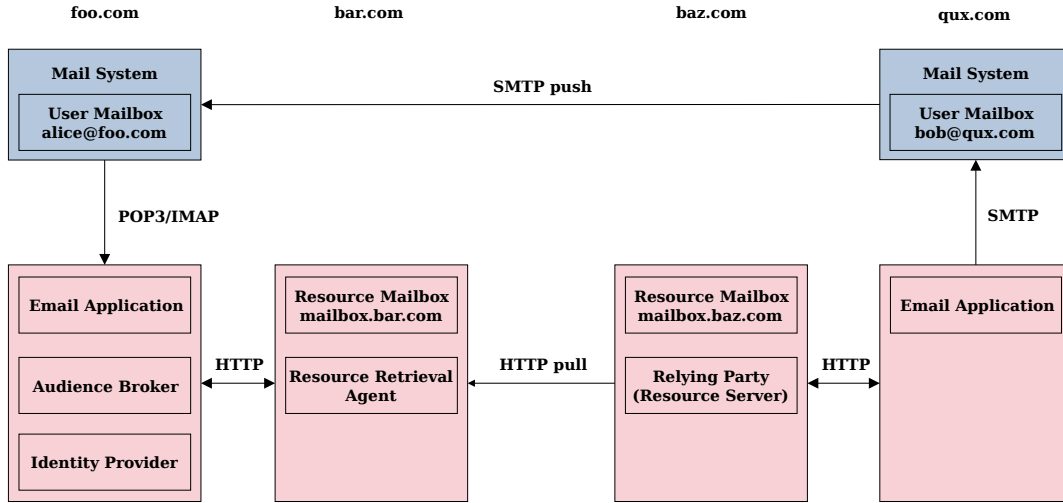 foo.com
bar.com
baz.com
qux.com
Mail System
User Mailbox
alice@foo.com
SMTP push
Mail System
User Mailbox
bob@qux.com
POP3/IMAP
SMTP
Email Application
Audience Broker
Identity Provider
HTTP
Resource Mailbox
mailbox.bar.com
Resource Retrieval
Agent
HTTP pull
Resource Mailbox
mailbox.baz.com
Relying Party
(Resource Server)
HTTP
Email Application